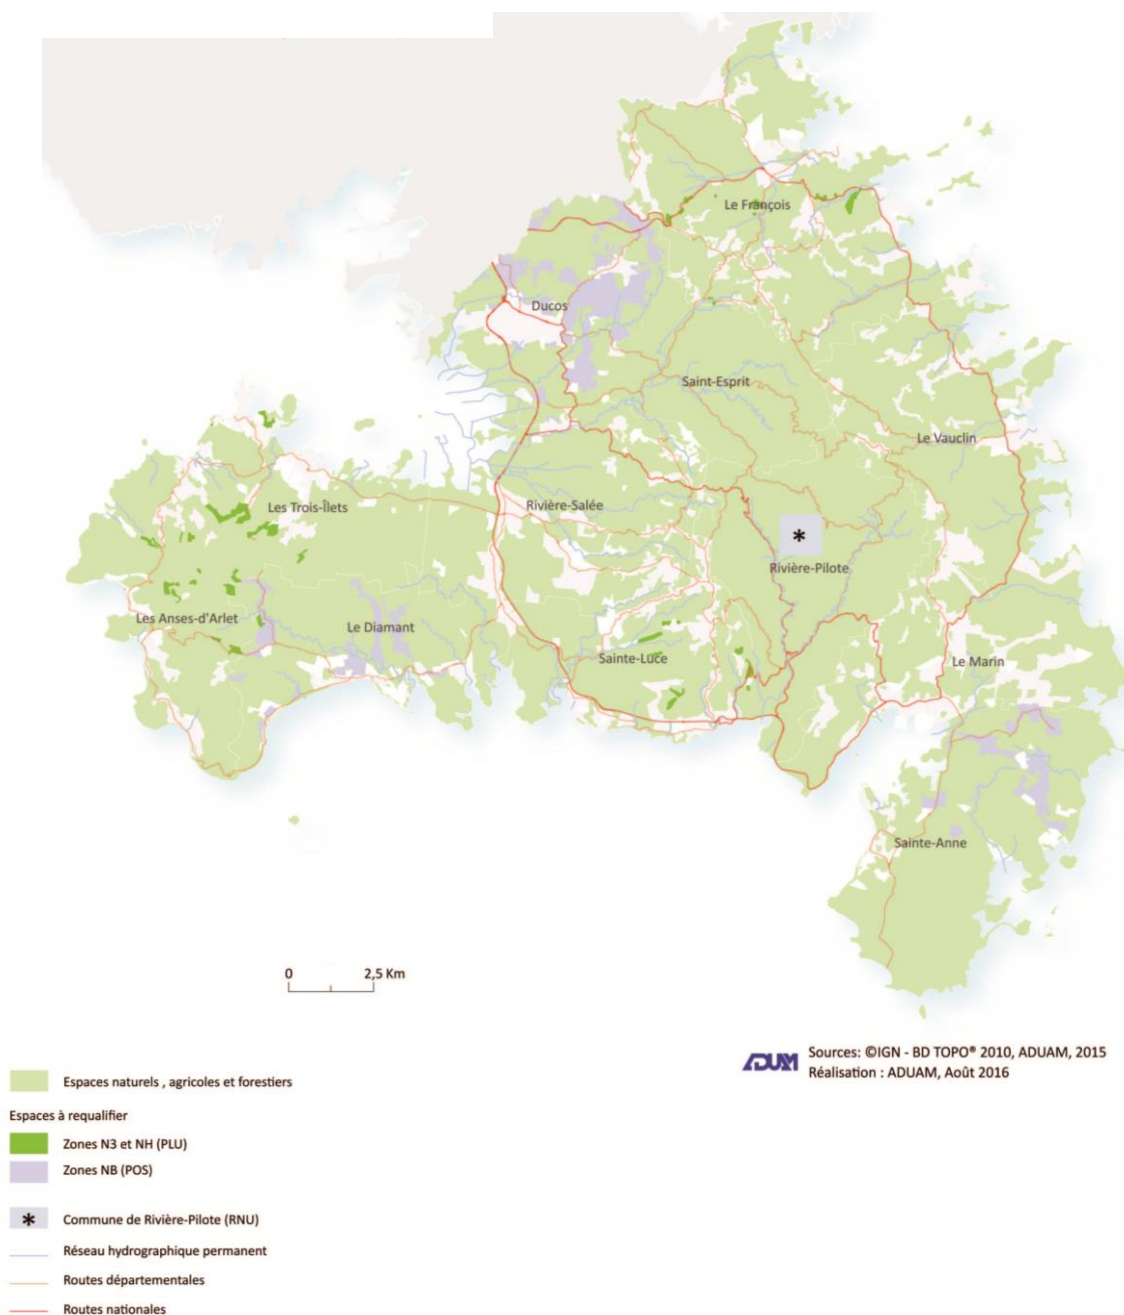 Le François
Ducos
Saint-Esprit
Le Vauclin
Les Trois-Îlets
Rivière-Salée
*
Rivière-Pilote
Les Anses-d'Arlet
Le Diamant
Sainte-Luce
Le Marin
Sainte-Anne
0 2,5 Km
ADUAM Sources: ©IGN - BD TOPO® 2010, ADUAM, 2015
Réalisation : ADUAM, Août 2016
Espaces naturels , agricoles et forestiers
Espaces à requalifier
Zones N3 et NH (PLU)
Zones NB (POS)
* Commune de Rivière-Pilote (RNU)
Réseau hydrographique permanent
Routes départementales
Routes nationales